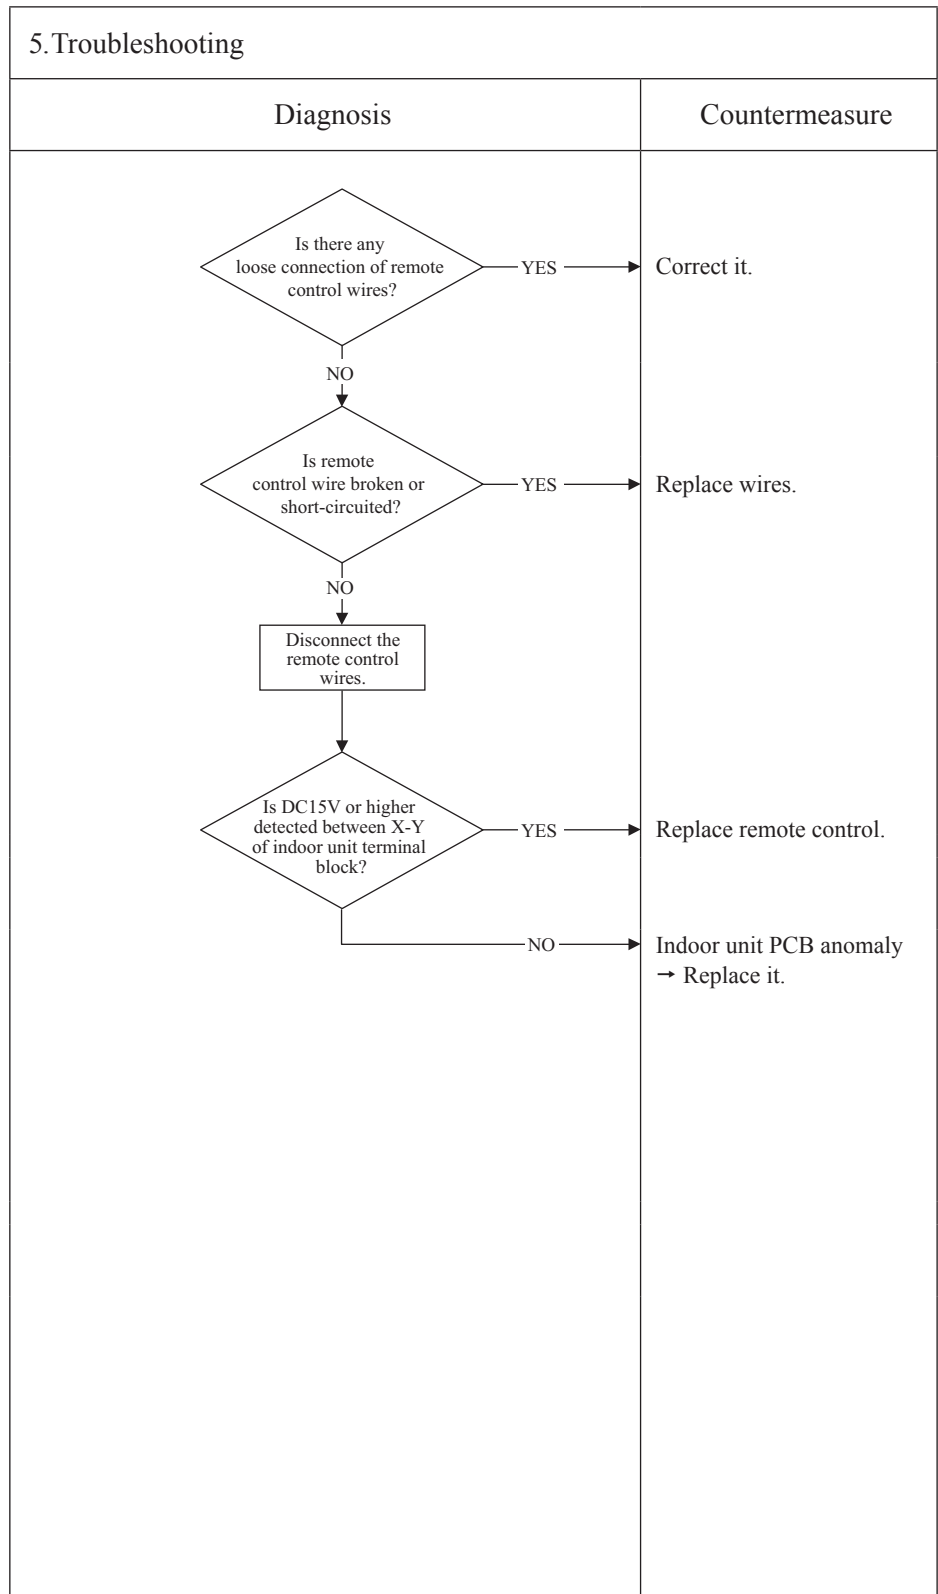 5.Troubleshooting
Diagnosis
Countermeasure
Is there any
loose connection of remote
control wires?
YES
Correct it.
NO
Is remote
control wire broken or
short-circuited?
YES
Replace wires.
NO
Disconnect the
remote control
wires.
Is DC15V or higher
detected between X-Y
of indoor unit terminal
block?
YES
Replace remote control.
NO
Indoor unit PCB anomaly
→ Replace it.